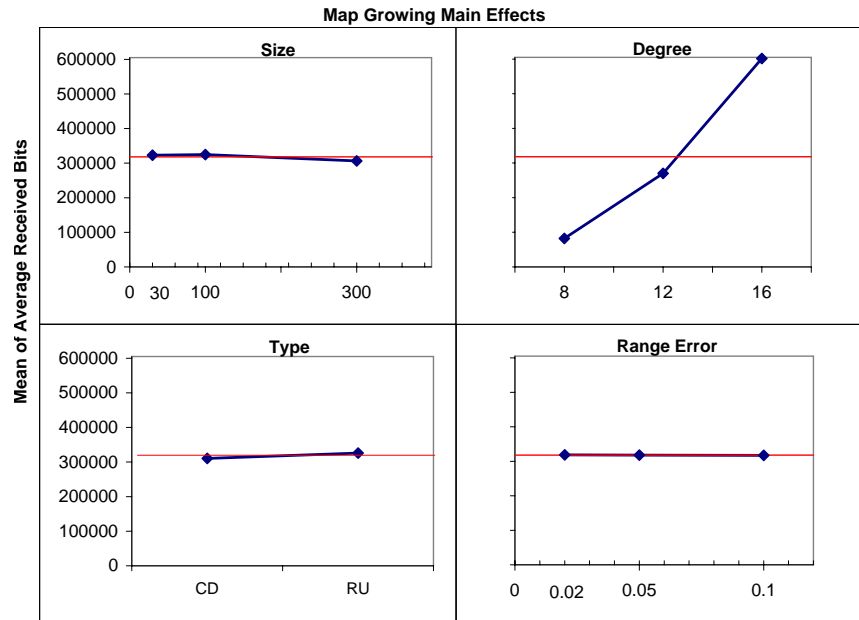 Map Growing Main Effects
Mean of Average Received Bits
Size
600000
500000
400000
300000
200000
100000
0
0 30 100 300
Degree
8 12 16
Type
600000
500000
400000
300000
200000
100000
0
CD RU
Range Error
0 0.02 0.05 0.1